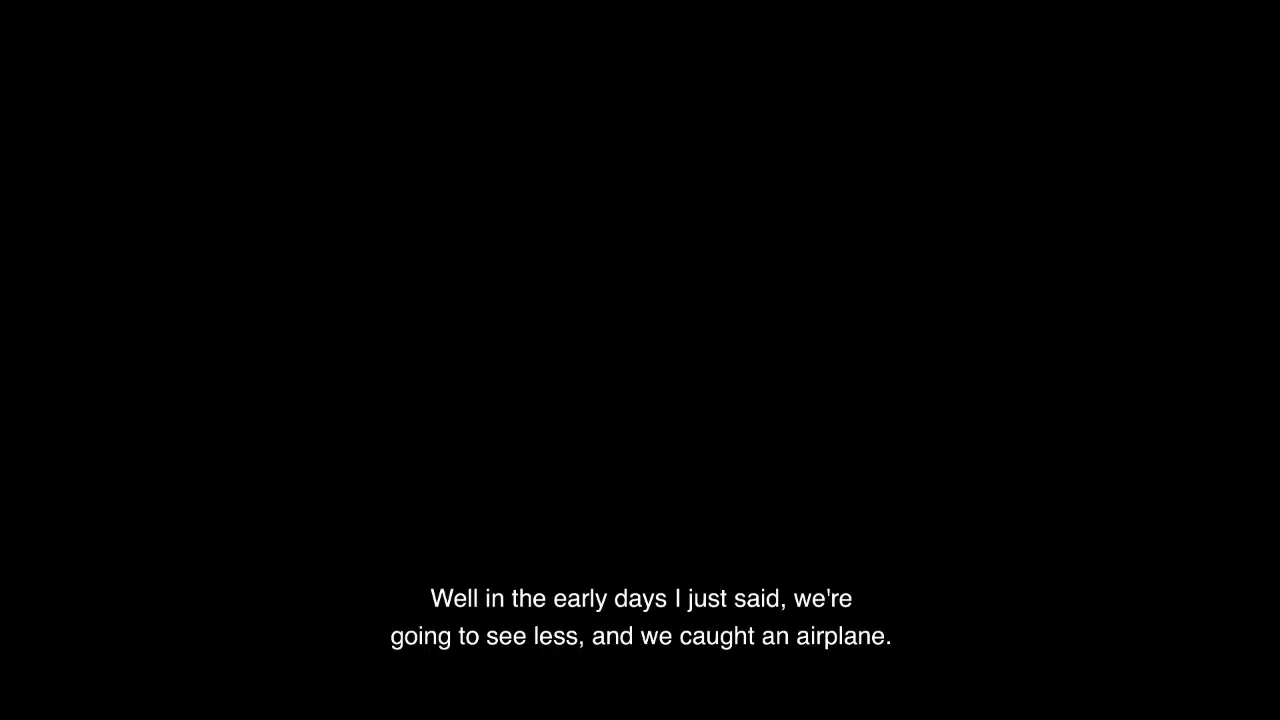 Well in the early days I just said, we're
going to see less, and we caught an airplane.